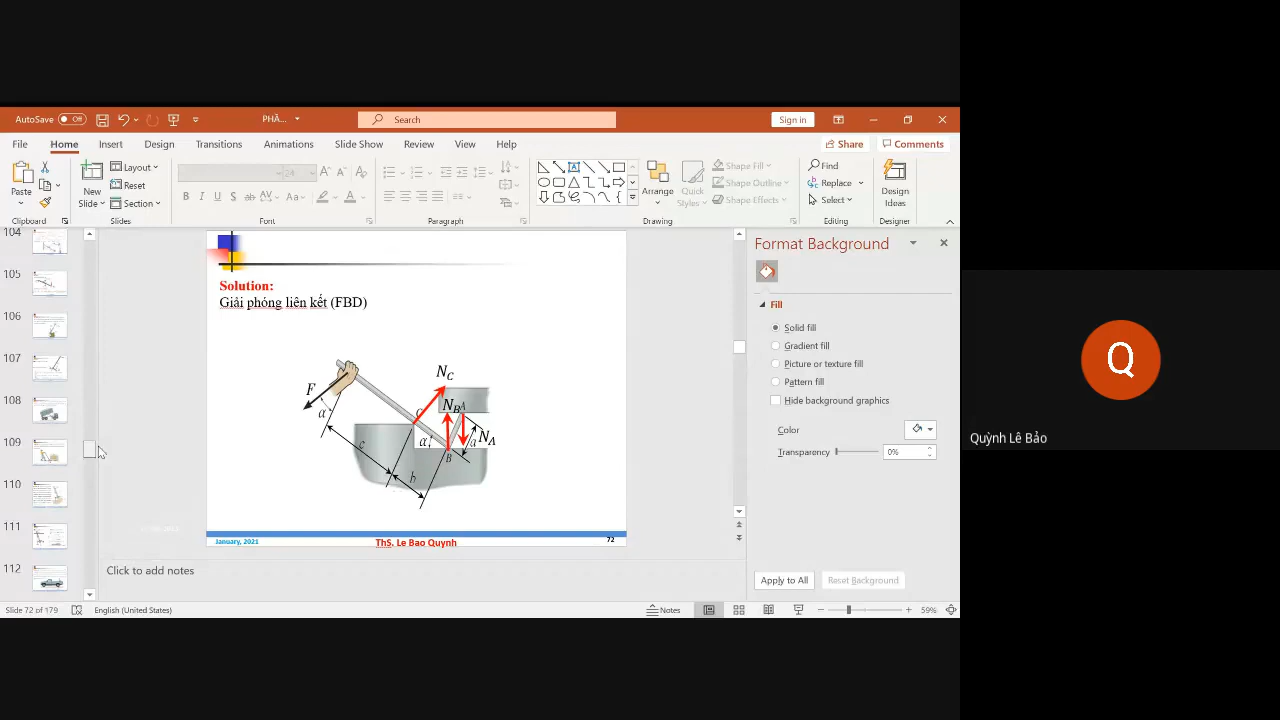 AutoSave Off PHẦ... Search Sign in
File Home Insert Design Transitions Animations Slide Show Review View Help Share Comments
Paste New Slide Layout Reset Section 24 B I U S ab AV Aa A Arrange Quick Styles Shape Fill Shape Outline Shape Effects Find Replace Select Design Ideas
Clipboard Slides Font Paragraph Drawing Editing Designer
104
105
106
107
108
109
110
111
112
Solution:
Giải phóng liên kết (FBD)
N_C
F
C
N_B A
α
α
N_A
a
c
B
b
January, 2021 ThS. Le Bao Quynh 72
Format Background
Fill
Solid fill
Gradient fill
Picture or texture fill
Pattern fill
Hide background graphics
Color
Transparency 0%
Apply to All Reset Background
Click to add notes
Slide 72 of 179 English (United States) Notes 59%
Q
Quỳnh Lê Bảo